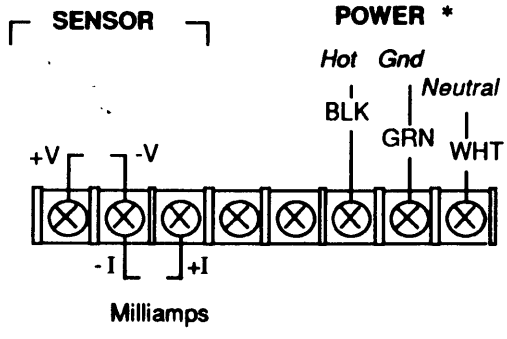 SENSOR
POWER *
Hot Gnd
Neutral
BLK
GRN
WHT
+V -V
-I +I
Milliamps